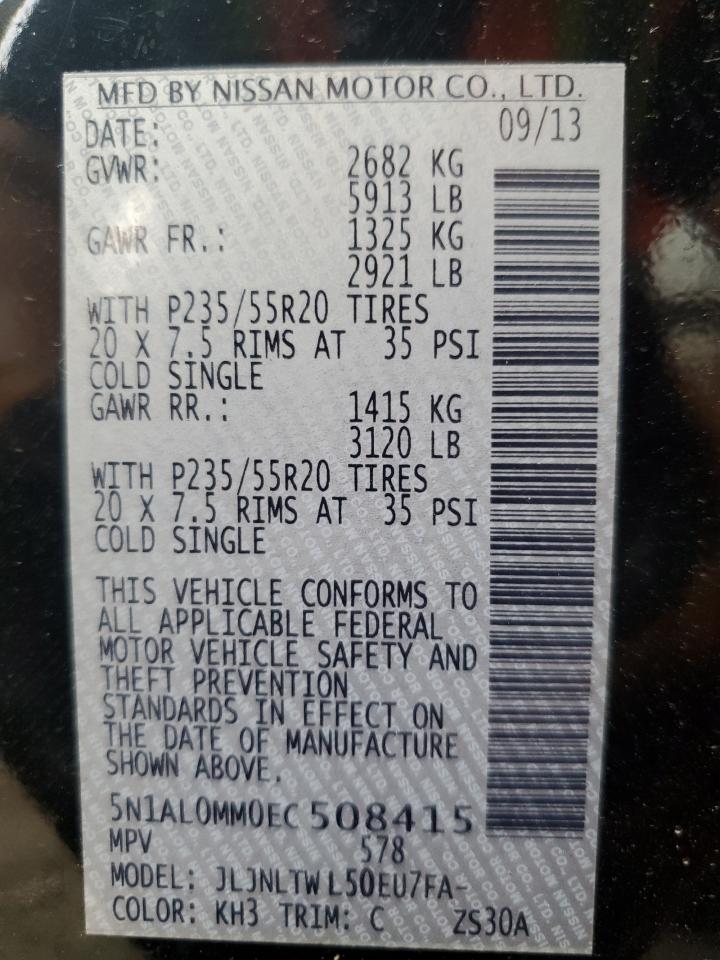 MFD BY NISSAN MOTOR CO., LTD.
DATE: 09/13
GVWR: 2682 KG
5913 LB
GAWR FR.: 1325 KG
2921 LB
WITH P235/55R20 TIRES
20 X 7.5 RIMS AT 35 PSI
COLD SINGLE
GAWR RR.: 1415 KG
3120 LB
WITH P235/55R20 TIRES
20 X 7.5 RIMS AT 35 PSI
COLD SINGLE
THIS VEHICLE CONFORMS TO
ALL APPLICABLE FEDERAL
MOTOR VEHICLE SAFETY AND
THEFT PREVENTION
STANDARDS IN EFFECT ON
THE DATE OF MANUFACTURE
SHOWN ABOVE.
5N1AL0MM0EC508415
MPV 578
MODEL: JLJNLTWL50EU7FA-
COLOR: KH3 TRIM: C ZS30A